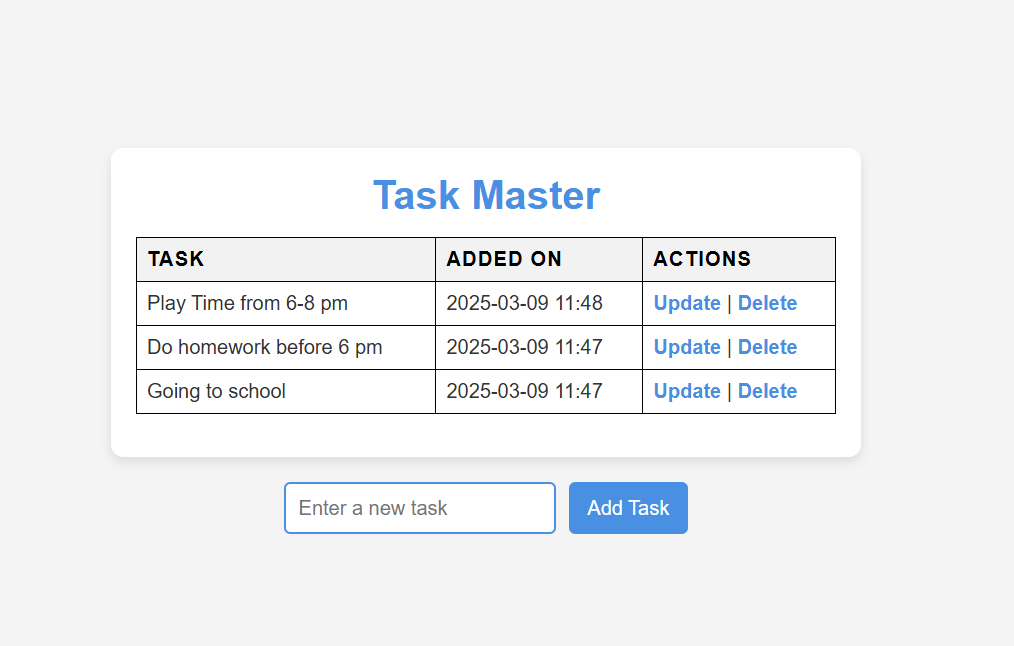 Task Master
TASK ADDED ON ACTIONS
Play Time from 6-8 pm 2025-03-09 11:48 Update | Delete
Do homework before 6 pm 2025-03-09 11:47 Update | Delete
Going to school 2025-03-09 11:47 Update | Delete
Enter a new task Add Task